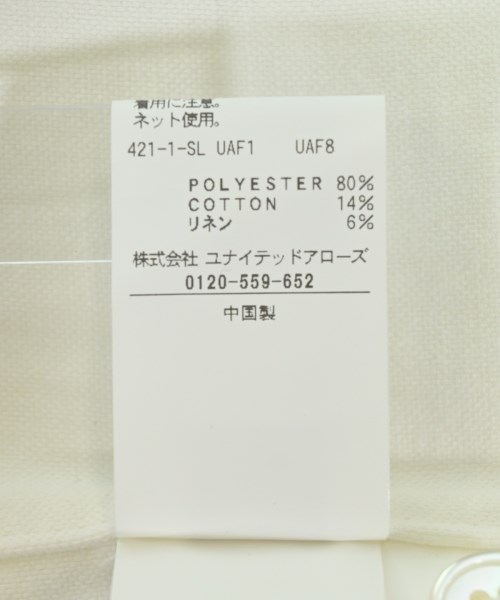 着用に注意。
ネット使用。
421-1-SL UAF1 UAF8
POLYESTER 80%
COTTON 14%
リネン 6%
株式会社 ユナイテッドアローズ
0120-559-652
中国製